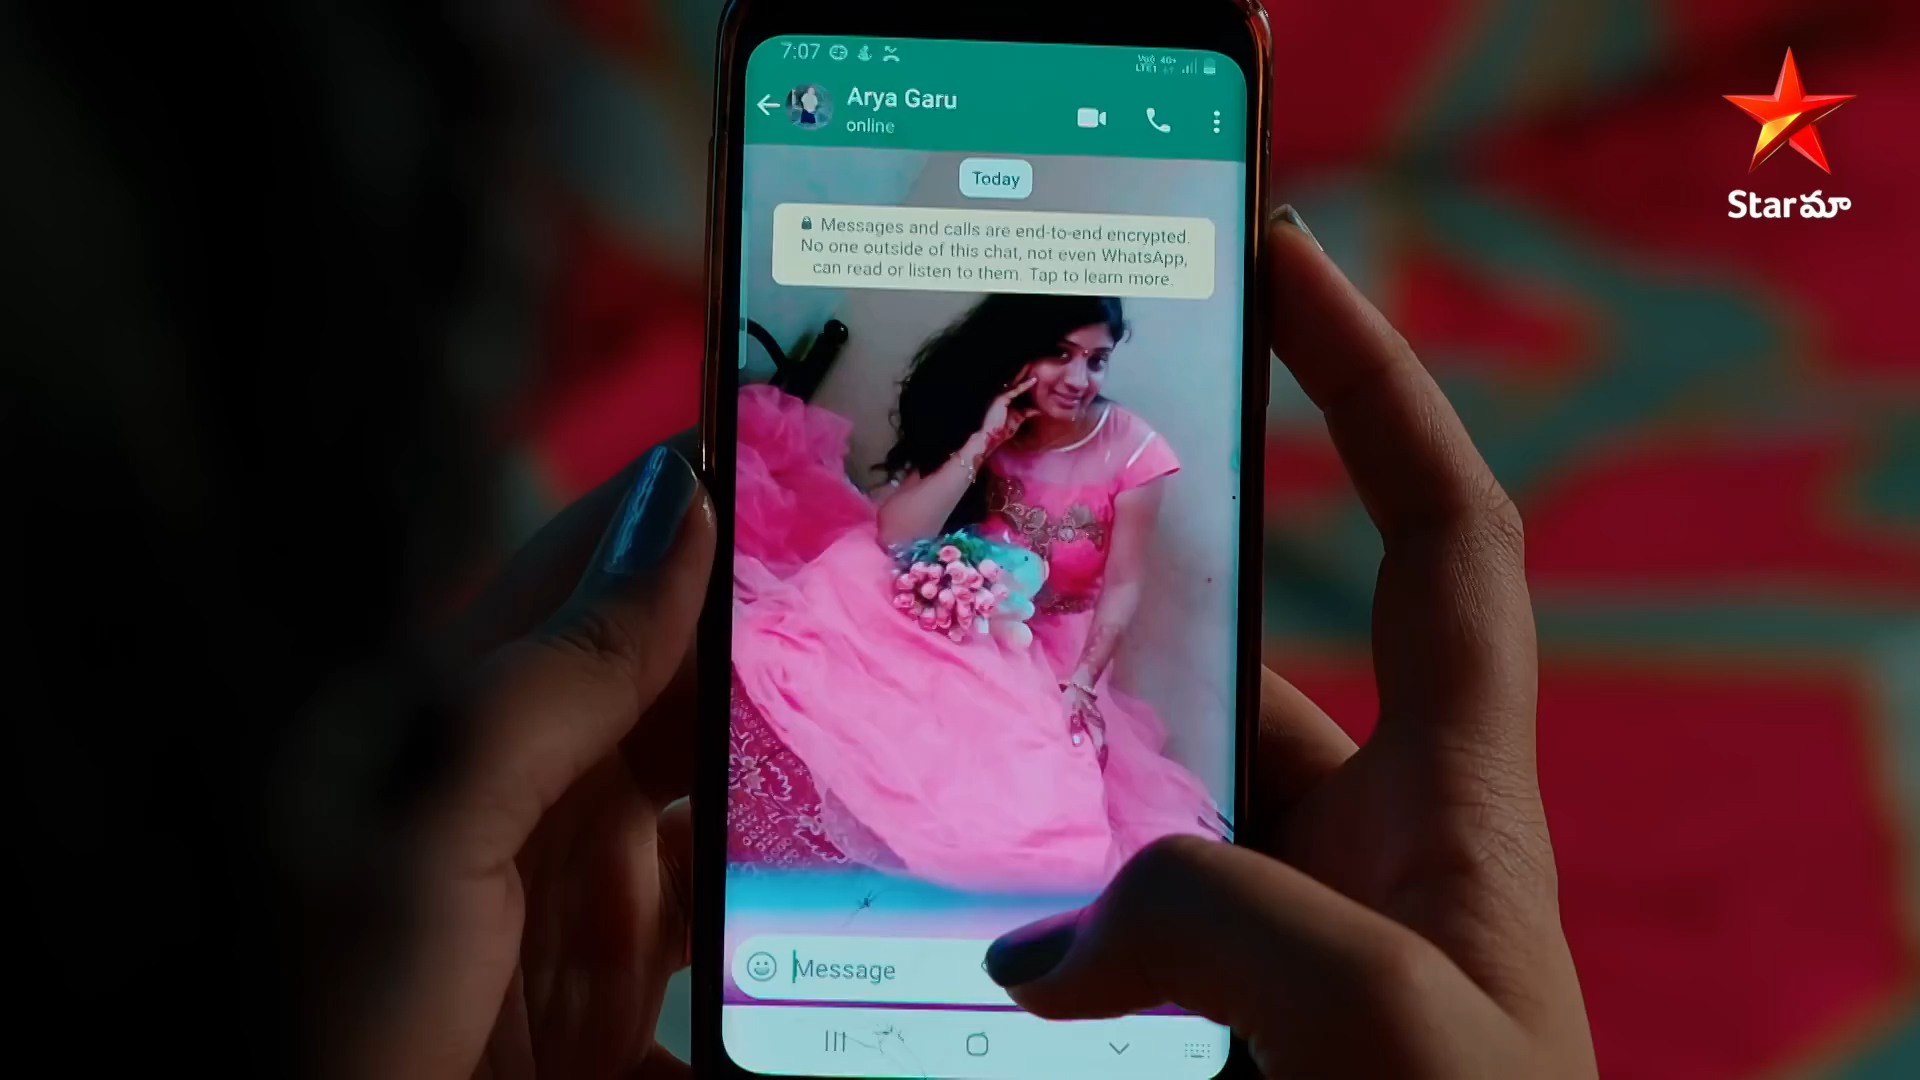 7:07
Arya Garu
online
Today
Messages and calls are end-to-end encrypted.
No one outside of this chat, not even WhatsApp,
can read or listen to them. Tap to learn more.
Message
Starమా